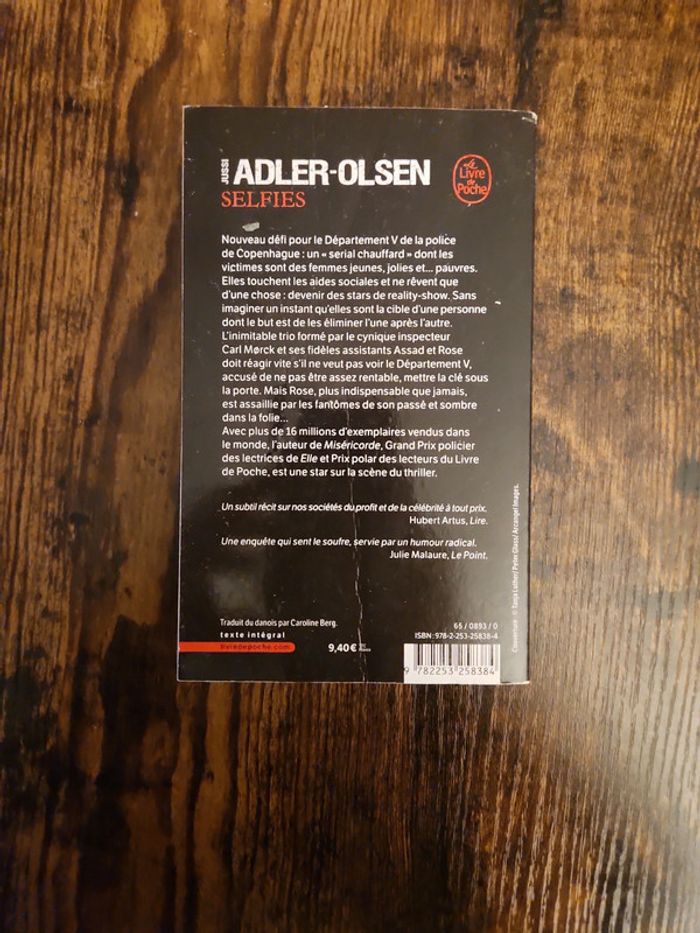 JUSSI ADLER-OLSEN
SELFIES
Le
Livre
de
Poche
Nouveau défi pour le Département V de la police
de Copenhague : un « serial chauffard » dont les
victimes sont des femmes jeunes, jolies et... pauvres.
Elles touchent les aides sociales et ne rêvent que
d'une chose : devenir des stars de reality-show. Sans
imaginer un instant qu'elles sont la cible d'une personne
dont le but est de les éliminer l'une après l'autre.
L'inimitable trio formé par le cynique inspecteur
Carl Mørck et ses fidèles assistants Assad et Rose
doit réagir vite s'il ne veut pas voir le Département V,
accusé de ne pas être assez rentable, mettre la clé sous
la porte. Mais Rose, plus indispensable que jamais,
est assaillie par les fantômes de son passé et sombre
dans la folie...
Avec plus de 16 millions d'exemplaires vendus dans
le monde, l'auteur de Miséricorde, Grand Prix policier
des lectrices de Elle et Prix polar des lecteurs du Livre
de Poche, est une star sur la scène du thriller.
Un subtil récit sur nos sociétés du profit et de la célébrité à tout prix.
Hubert Artus, Lire.
Une enquête qui sent le soufre, servie par un humour radical.
Julie Malaure, Le Point.
Couverture : © Tanja Luther / Peter Glass / Arcangel Images.
Traduit du danois par Caroline Berg.
texte intégral
livredepoche.com
9,40 €
65 / 0893 / 0
ISBN : 978-2-253-25838-4
9 782253 258384